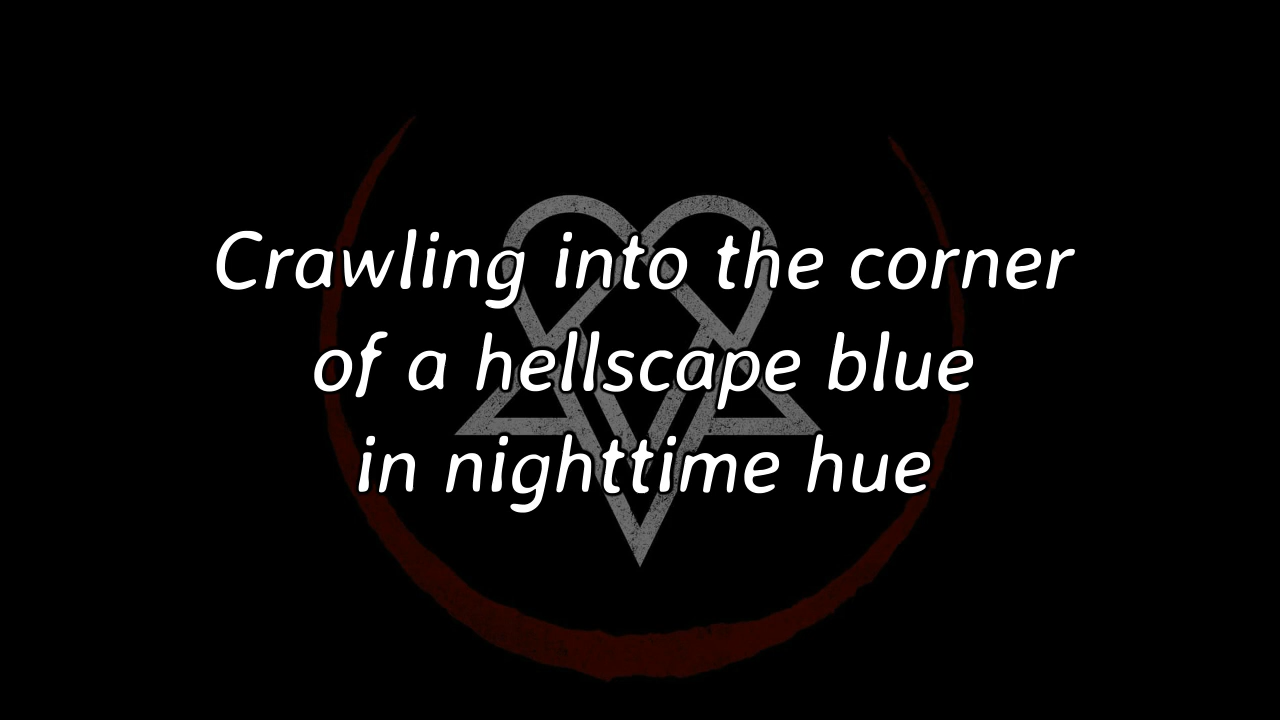 Crawling into the corner
of a hellscape blue
in nighttime hue